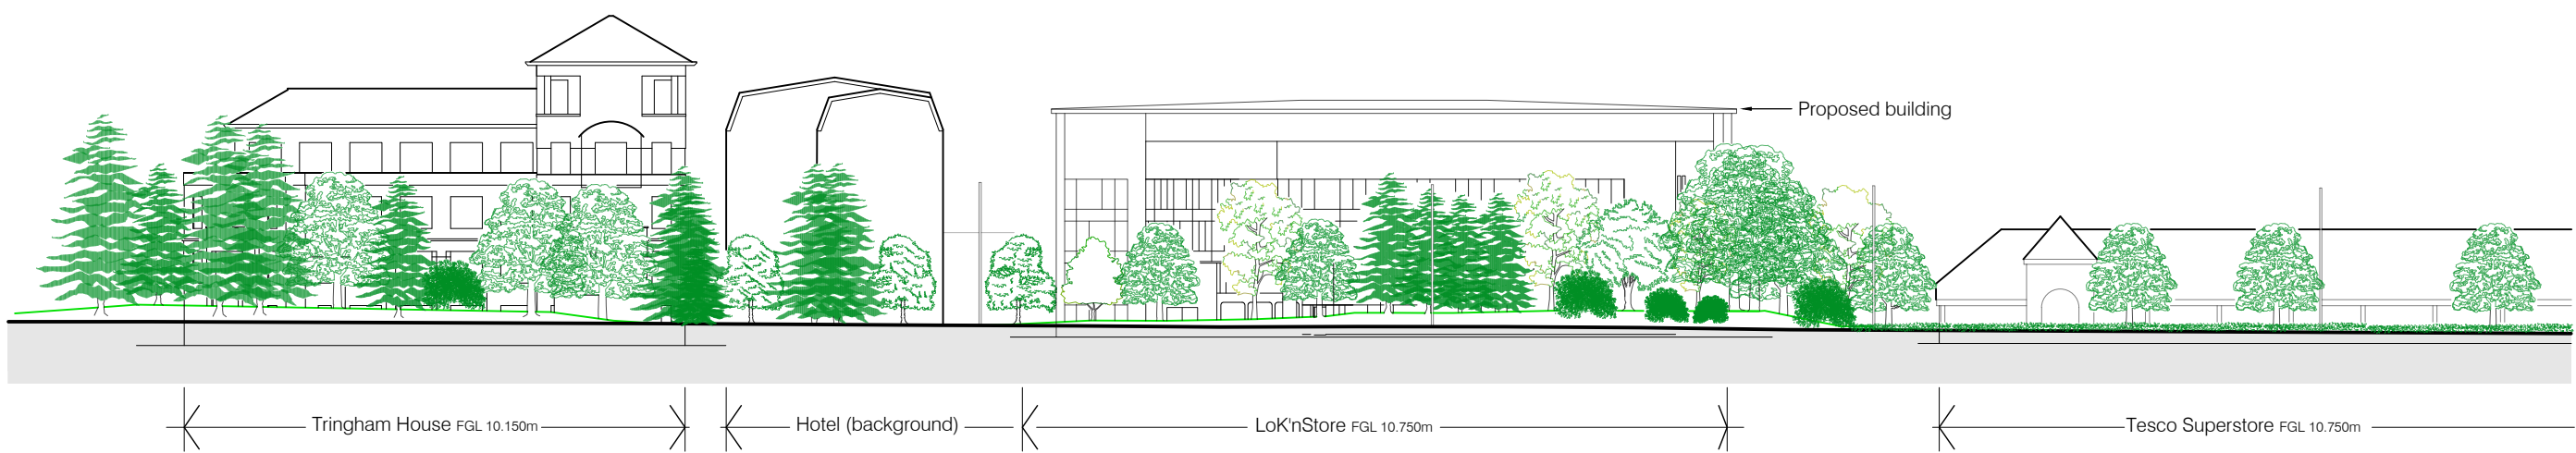 Proposed building
Tringham House FGL 10.150m
Hotel (background)
LoK'nStore FGL 10.750m
Tesco Superstore FGL 10.750m